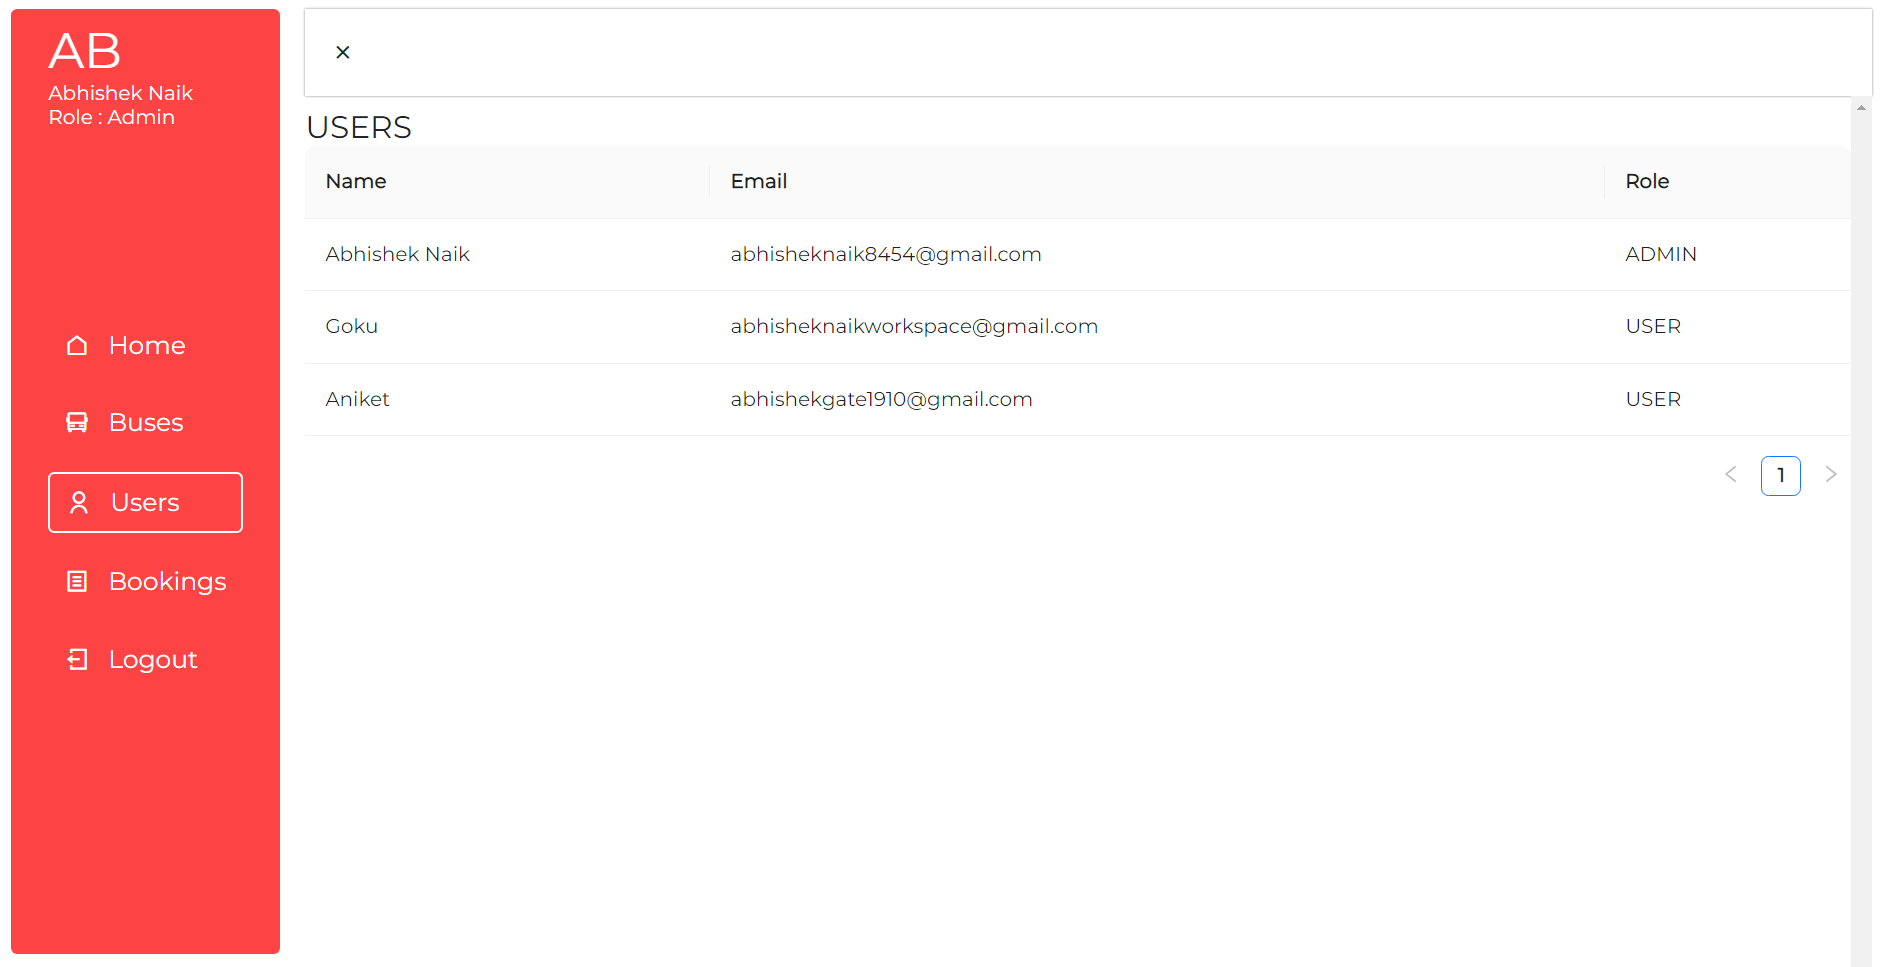 AB
Abhishek Naik
Role : Admin
Home
Buses
Users
Bookings
Logout
USERS
Name Email Role
Abhishek Naik abhisheknaik8454@gmail.com ADMIN
Goku abhisheknaikworkspace@gmail.com USER
Aniket abhishekgate1910@gmail.com USER
1